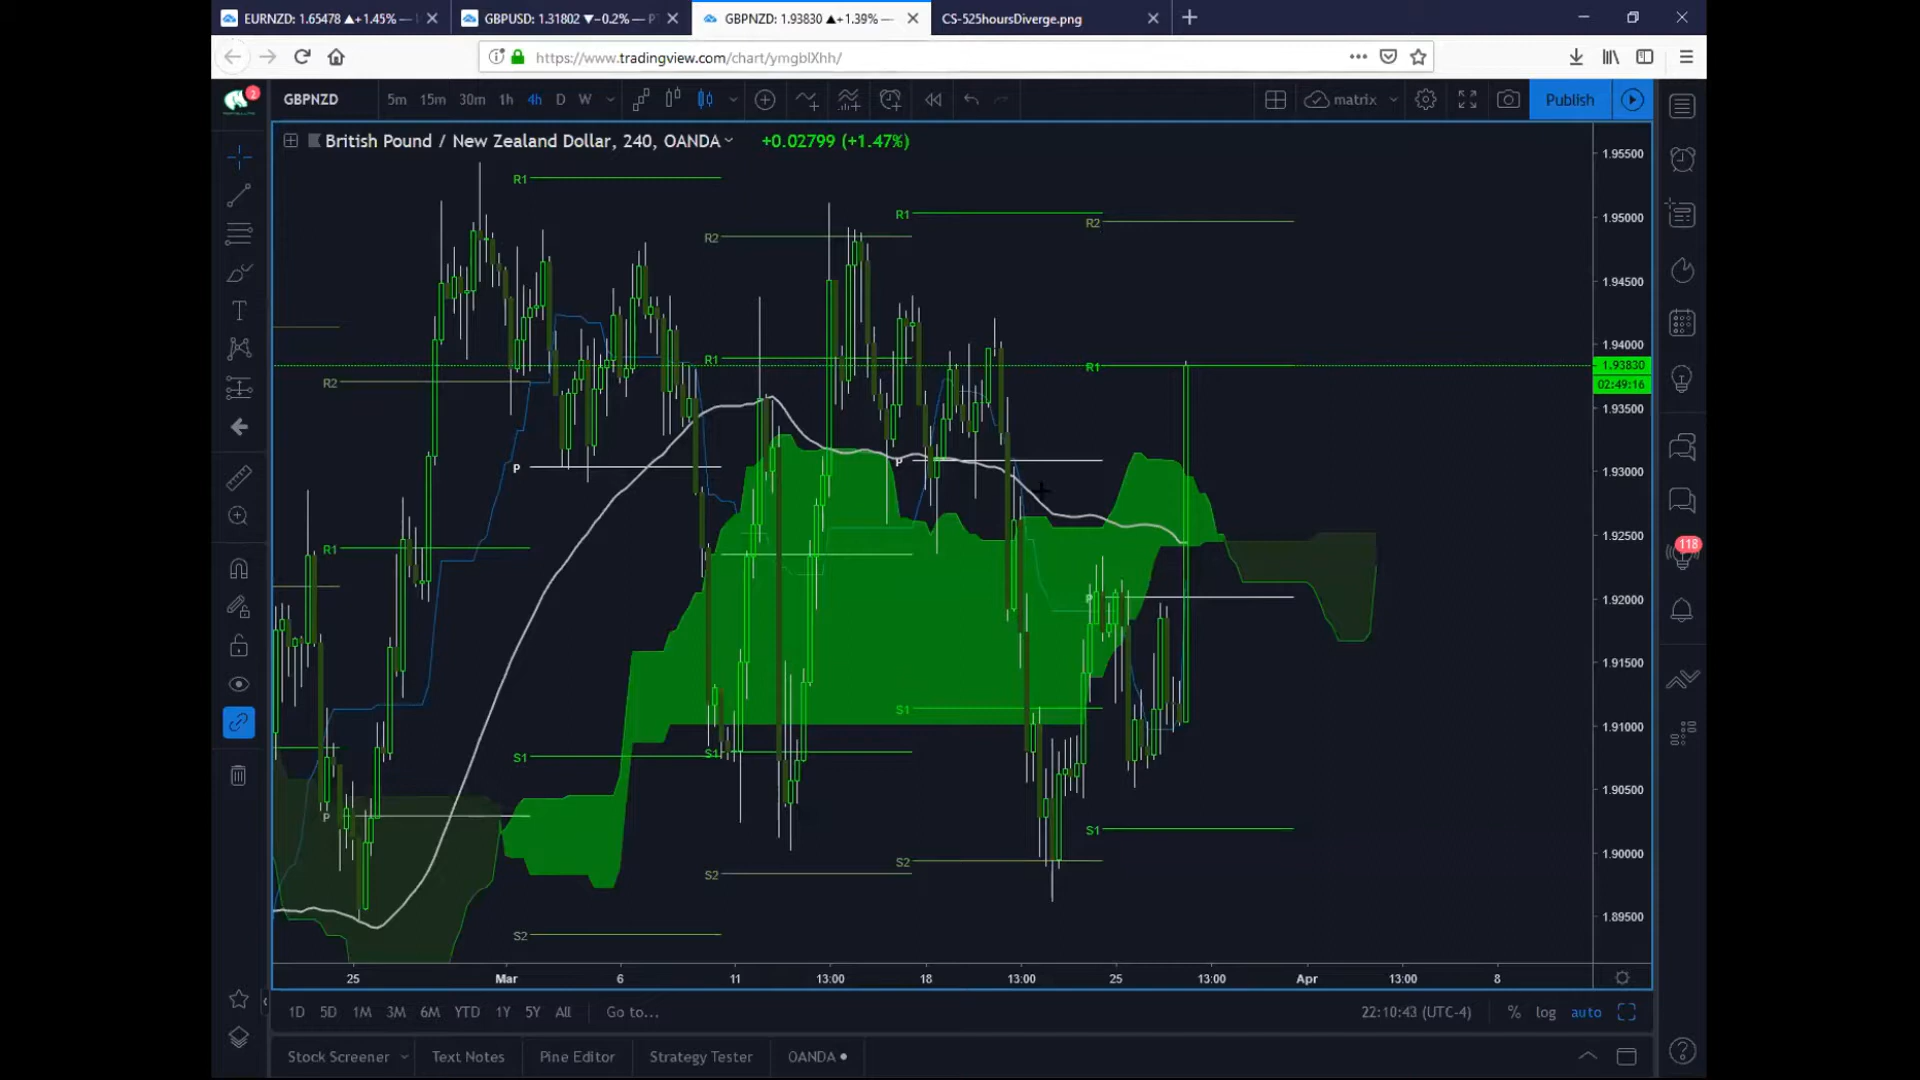 EURNZD: 1.65478 ▲+1.45% —
GBPUSD: 1.31802 ▼−0.2% —
GBPNZD: 1.93830 ▲+1.39% —
CS-525hoursDiverge.png
https://www.tradingview.com/chart/ymgblXhh/
2
GBPNZD 5m 15m 30m 1h 4h D W matrix Publish
British Pound / New Zealand Dollar, 240, OANDA +0.02799 (+1.47%)
1.95500
R1
R1
1.95000
R2
R2
1.94500
1.94000
R1
R1
1.93830
R2
02:49:16
1.93500
P
P
1.93000
1.92500
118
R1
P
1.92000
1.91500
S1
1.91000
S1
S1
1.90500
P
S1
1.90000
S2
S2
1.89500
S2
25 Mar 6 11 13:00 18 13:00 25 13:00 Apr 13:00 8
1D 5D 1M 3M 6M YTD 1Y 5Y All Go to... 22:10:43 (UTC-4) % log auto
Stock Screener Text Notes Pine Editor Strategy Tester OANDA